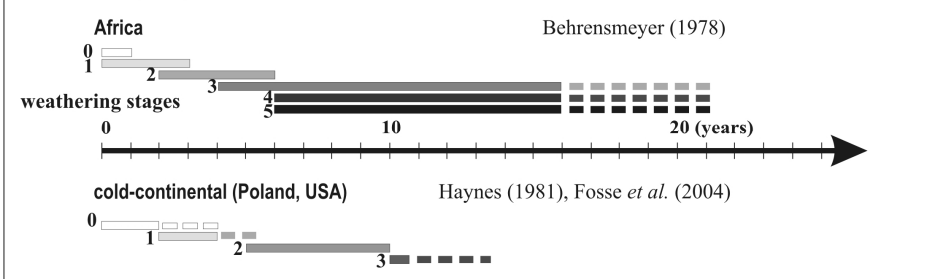 Africa Behrensmeyer (1978)
0
1
2
3
weathering stages 4
5
0 10 20 (years)
cold-continental (Poland, USA) Haynes (1981), Fosse et al. (2004)
0
1
2
3